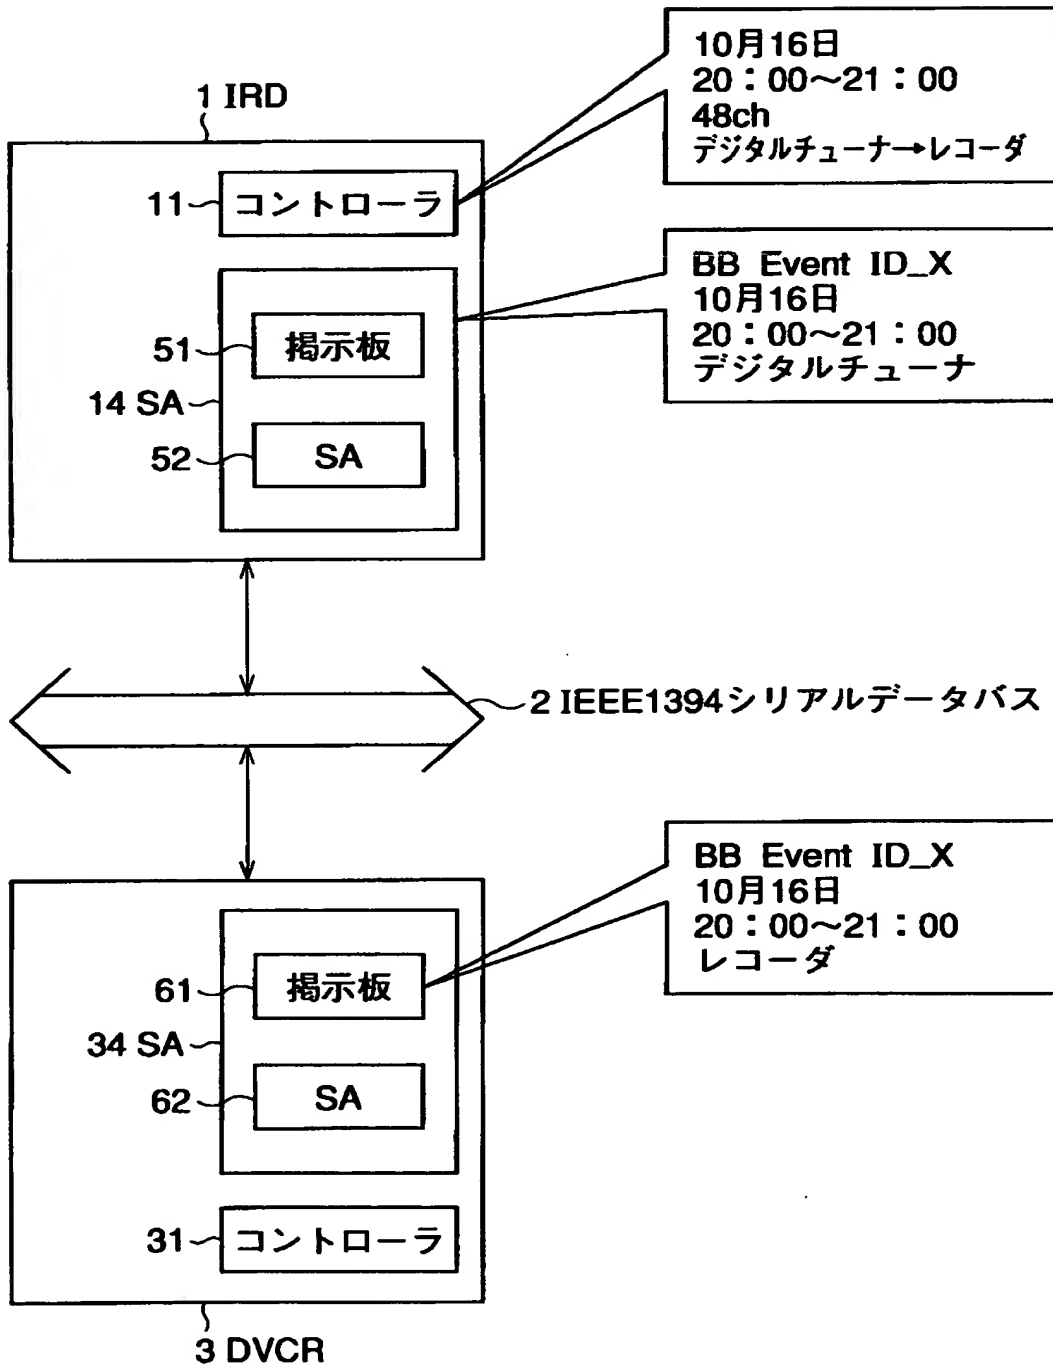 10月16日
20：00～21：00
48ch
デジタルチューナ→レコーダ
1 IRD
11
コントローラ
BB Event ID_X
10月16日
20：00～21：00
デジタルチューナ
51
掲示板
14 SA
52
SA
2 IEEE1394シリアルデータバス
BB Event ID_X
10月16日
20：00～21：00
レコーダ
61
掲示板
34 SA
62
SA
31
コントローラ
3 DVCR